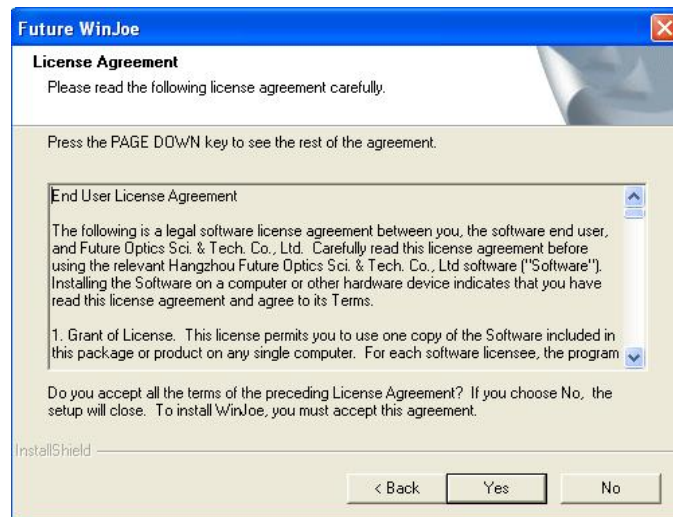 Future WinJoe
License Agreement
Please read the following license agreement carefully.
Press the PAGE DOWN key to see the rest of the agreement.
End User License Agreement
The following is a legal software license agreement between you, the software end user,
and Future Optics Sci. & Tech. Co., Ltd.  Carefully read this license agreement before
using the relevant Hangzhou Future Optics Sci. & Tech. Co., Ltd software ("Software").
Installing the Software on a computer or other hardware device indicates that you have
read this license agreement and agree to its Terms.
1. Grant of License.  This license permits you to use one copy of the Software included in
this package or product on any single computer.  For each software licensee, the program
Do you accept all the terms of the preceding License Agreement?  If you choose No,  the
setup will close.  To install WinJoe, you must accept this agreement.
InstallShield
< Back
Yes
No